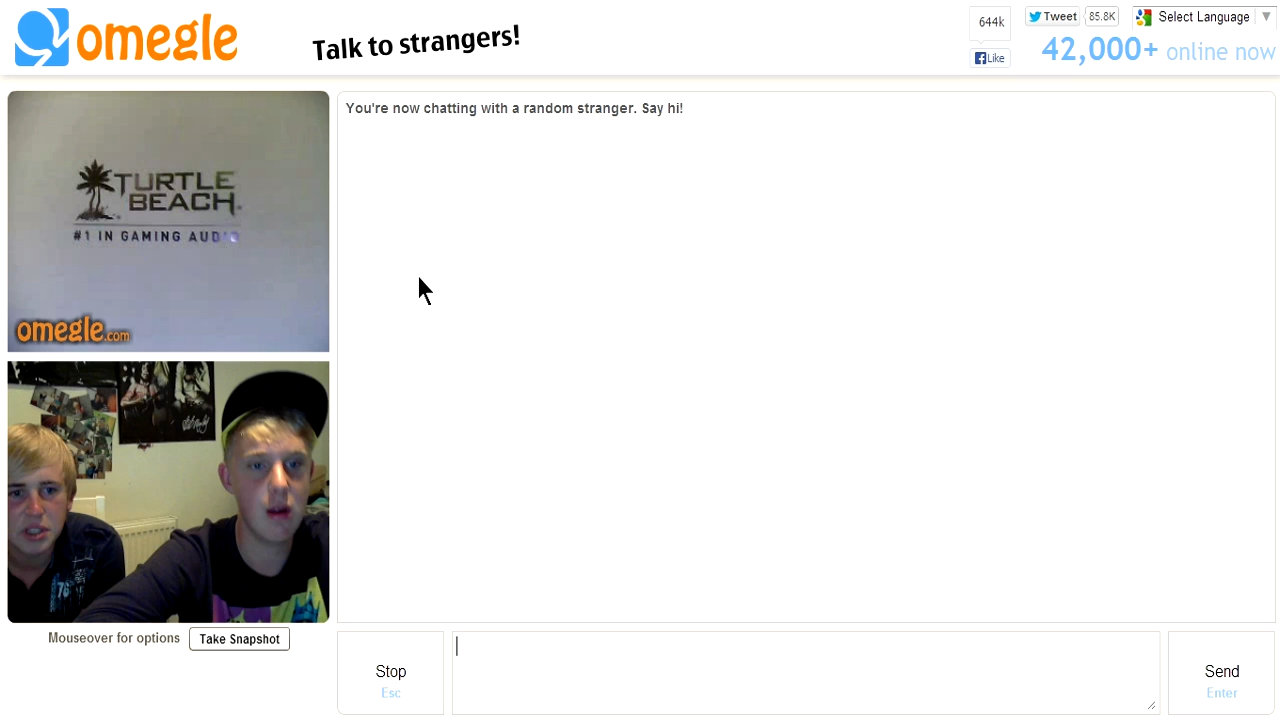 omegle
Talk to strangers!
644k
Like
Tweet
85.8K
Select Language
42,000+ online now
TURTLE
BEACH
#1 IN GAMING AUDIO
omegle.com
You're now chatting with a random stranger. Say hi!
76
Mouseover for options
Take Snapshot
Stop
Esc
Send
Enter